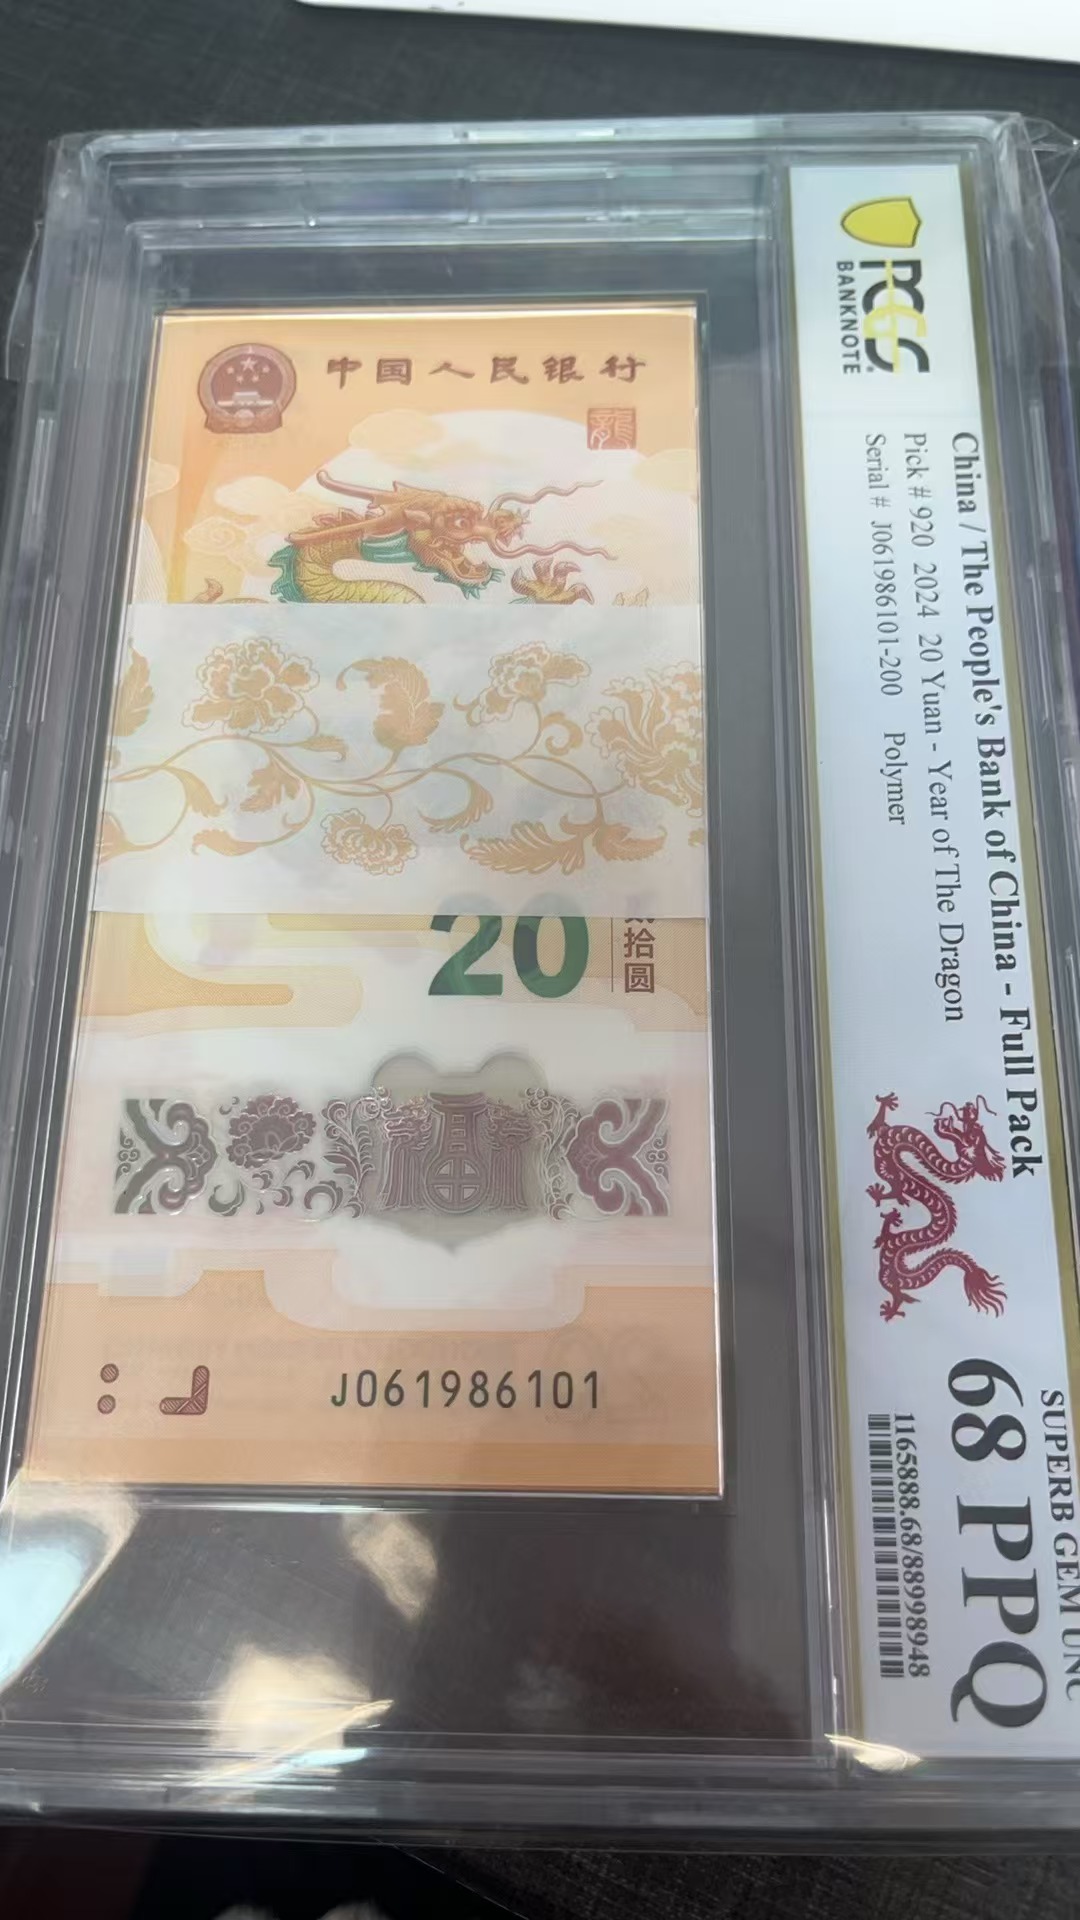 中国人民银行
龍
20
拾圆
福
J061986101
PCGS
BANKNOTE
China / The People's Bank of China - Full Pack
Pick # 920 2024 20 Yuan - Year of The Dragon
Serial # J061986101-200 Polymer
SUPERB GEM UNC
68 PPQ
1165888.68/88998948